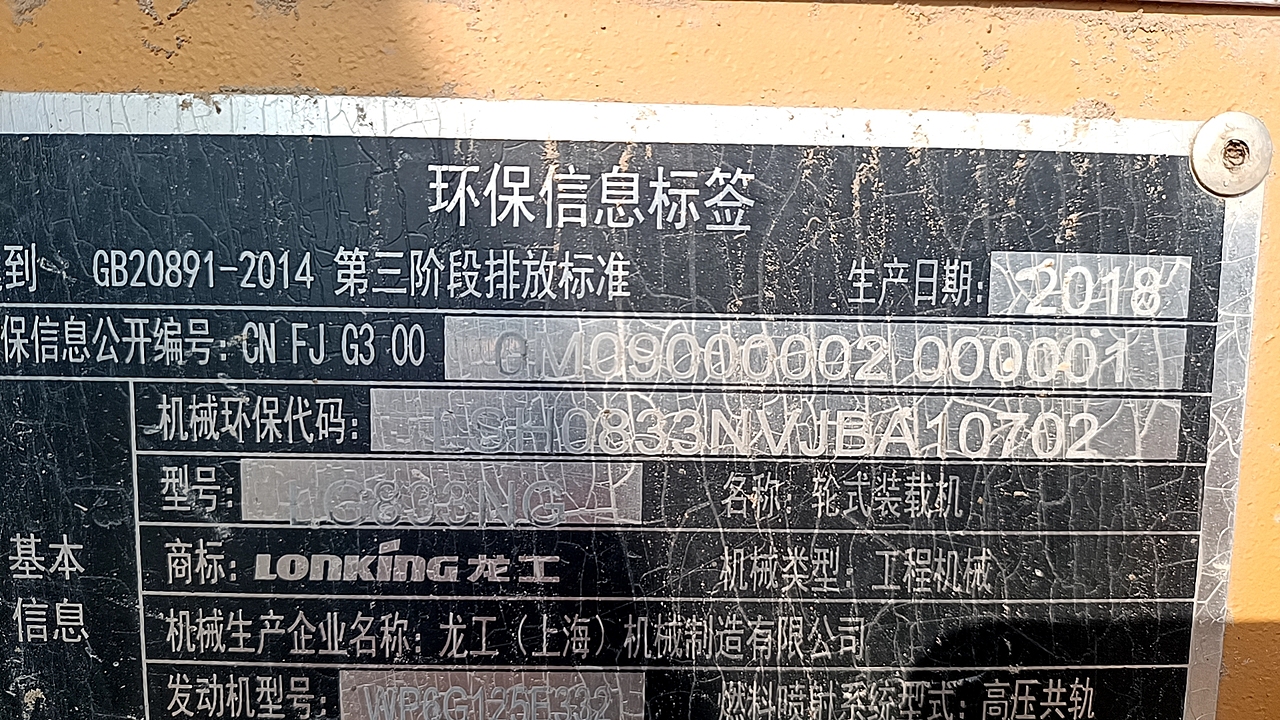 环保信息标签
到 GB20891-2014 第三阶段排放标准 生产日期: 2018
保信息公开编号: CN FJ G3 00 CM09000002 000001
机械环保代码: LSH0833NVJBA10702
型号: LG833NG 名称: 轮式装载机
基本信息
商标: LONKING 龙工 机械类型: 工程机械
机械生产企业名称: 龙工（上海）机械制造有限公司
发动机型号: 燃料喷射系统型式: 高压共轨